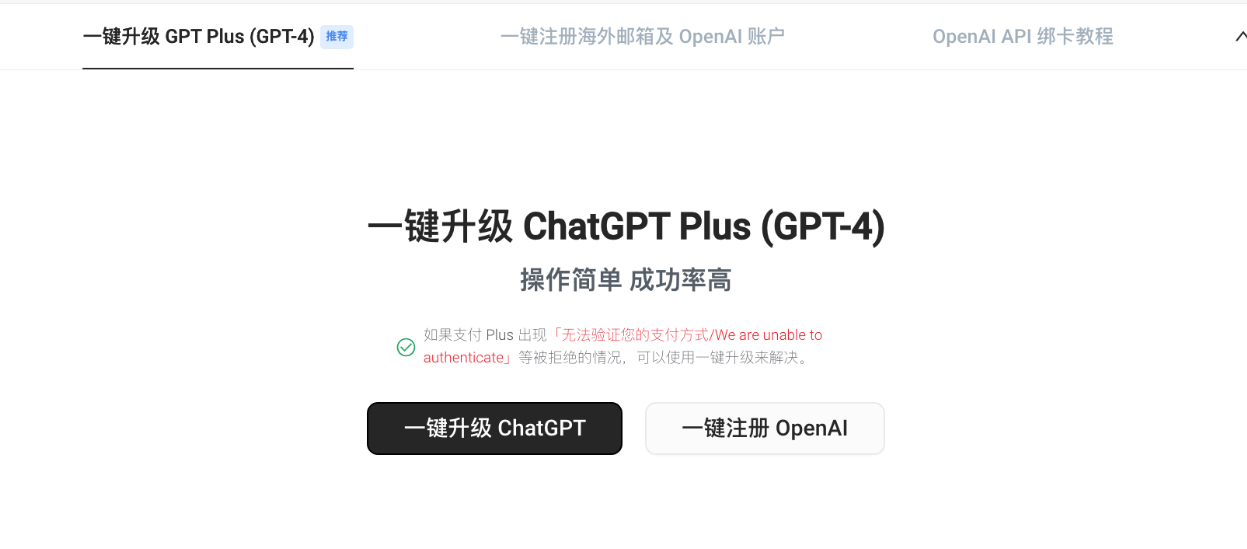 一键升级 GPT Plus (GPT-4) 推荐
一键注册海外邮箱及 OpenAI 账户
OpenAI API 绑卡教程
一键升级 ChatGPT Plus (GPT-4)
操作简单 成功率高
如果支付 Plus 出现「无法验证您的支付方式/We are unable to
authenticate」等被拒绝的情况，可以使用一键升级来解决。
一键升级 ChatGPT
一键注册 OpenAI